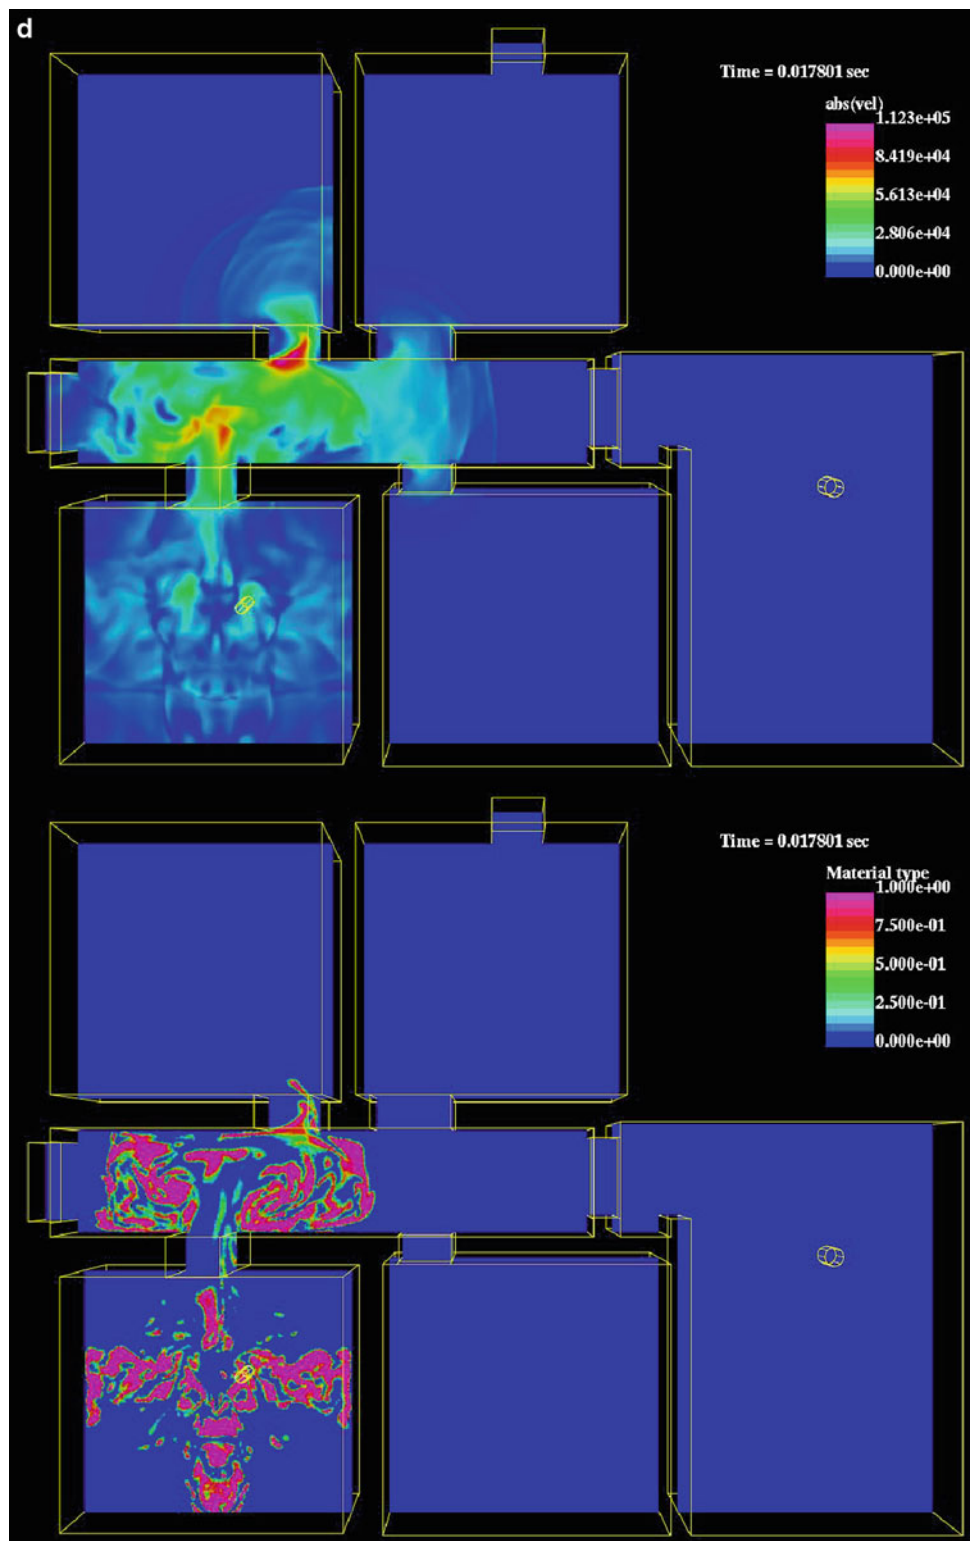 d
Time = 0.017801 sec
abs(vel)
1.123e+05
8.419e+04
5.613e+04
2.806e+04
0.000e+00
Time = 0.017801 sec
Material type
1.000e+00
7.500e-01
5.000e-01
2.500e-01
0.000e+00